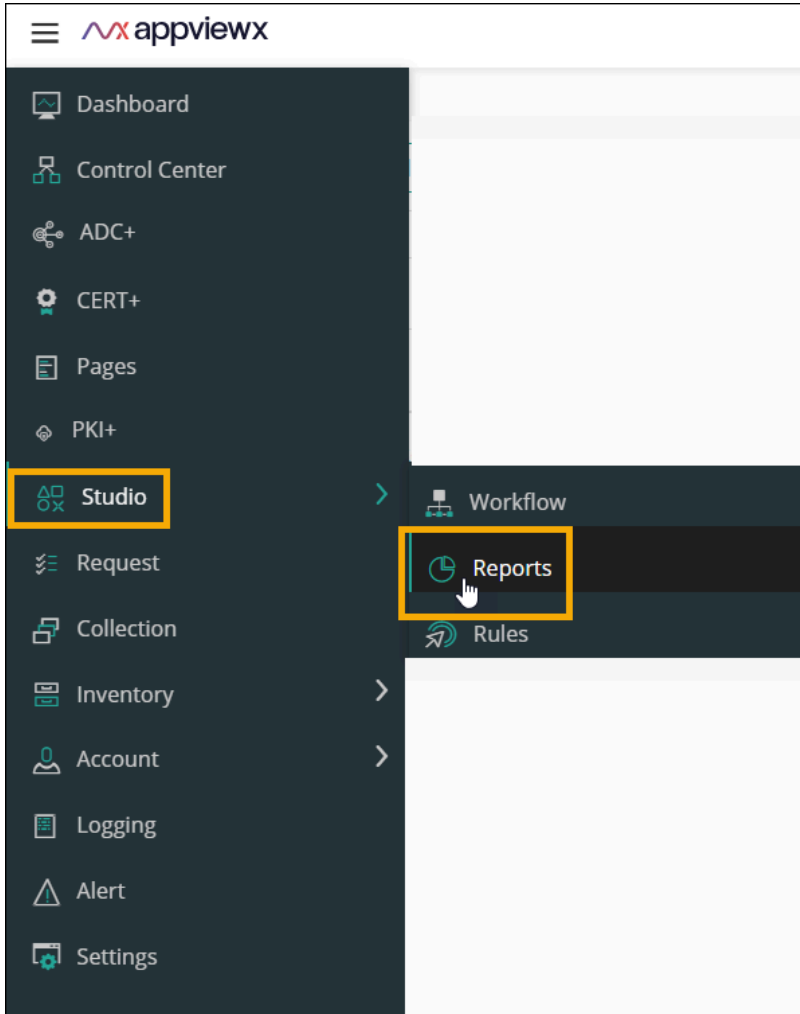 appviewx
Dashboard
Control Center
ADC+
CERT+
Pages
PKI+
Studio
Workflow
Reports
Rules
Request
Collection
Inventory
Account
Logging
Alert
Settings